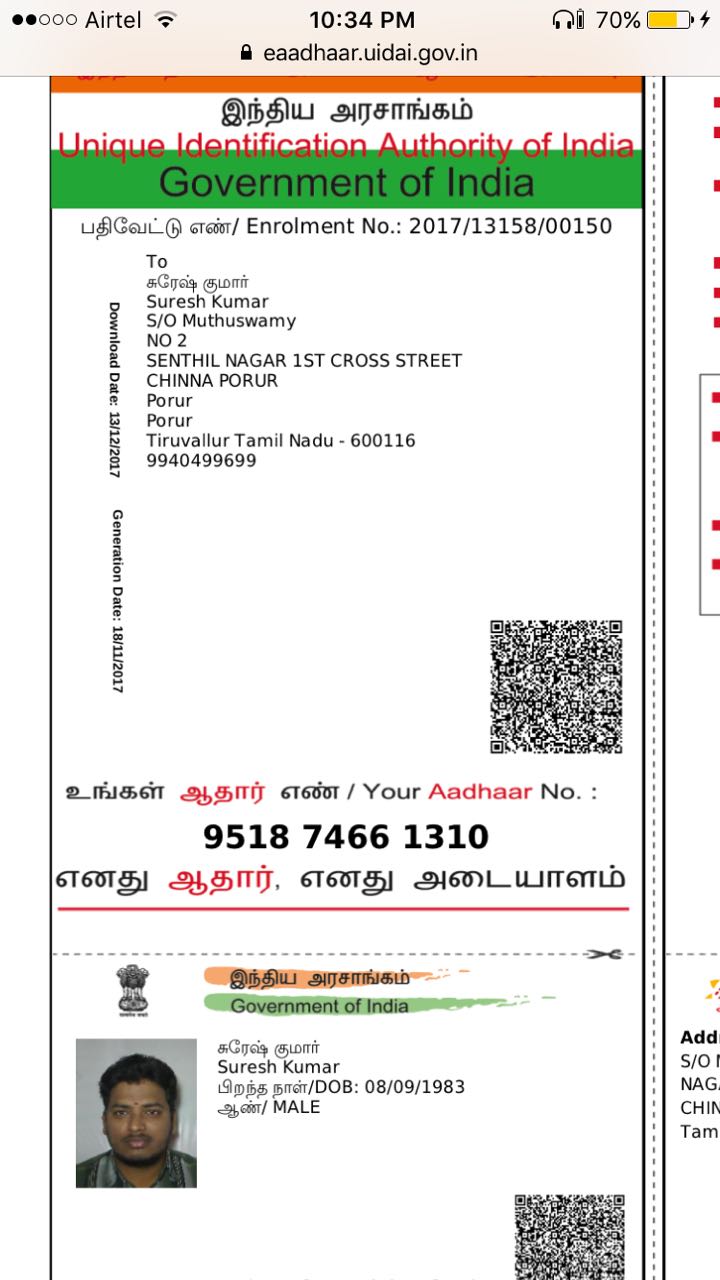 Airtel 10:34 PM 70%
eaadhaar.uidai.gov.in
இந்திய அரசாங்கம்
Unique Identification Authority of India
Government of India
பதிவேட்டு எண்/ Enrolment No.: 2017/13158/00150
To
சுரேஷ் குமார்
Suresh Kumar
S/O Muthuswamy
NO 2
SENTHIL NAGAR 1ST CROSS STREET
CHINNA PORUR
Porur
Porur
Tiruvallur Tamil Nadu - 600116
9940499699
Download Date: 13/12/2017
Generation Date: 18/11/2017
உங்கள் ஆதார் எண் / Your Aadhaar No. :
9518 7466 1310
எனது ஆதார், எனது அடையாளம்
இந்திய அரசாங்கம்
Government of India
சுரேஷ் குமார்
Suresh Kumar
பிறந்த நாள்/DOB: 08/09/1983
ஆண்/ MALE
Addr
S/O
NAGA
CHIN
Tam